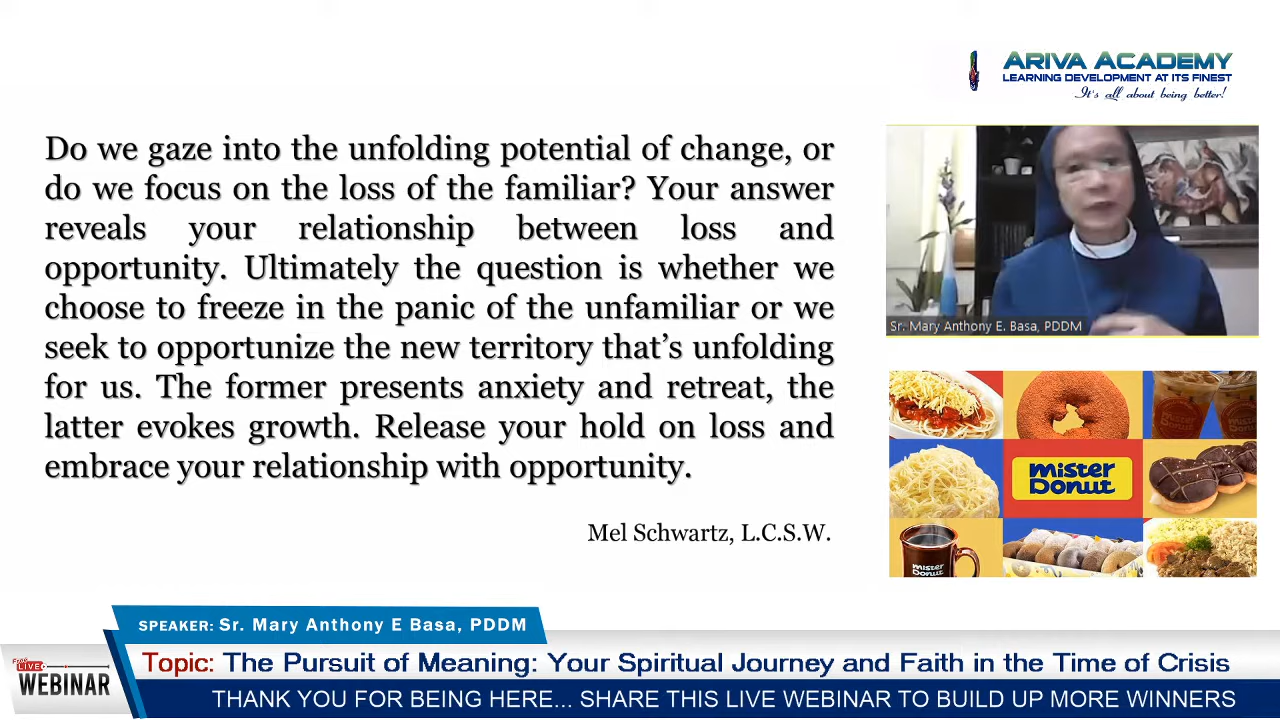 ARIVA ACADEMY
LEARNING DEVELOPMENT AT ITS FINEST
It's all about being better!
Do we gaze into the unfolding potential of change, or
do we focus on the loss of the familiar? Your answer
reveals your relationship between loss and
opportunity. Ultimately the question is whether we
choose to freeze in the panic of the unfamiliar or we
seek to opportunize the new territory that’s unfolding
for us. The former presents anxiety and retreat, the
latter evokes growth. Release your hold on loss and
embrace your relationship with opportunity.
Mel Schwartz, L.C.S.W.
Sr. Mary Anthony E. Basa, PDDM
mister
Donut
mister
Donut
SPEAKER: Sr. Mary Anthony E Basa, PDDM
Free
LIVE
WEBINAR
Topic: The Pursuit of Meaning: Your Spiritual Journey and Faith in the Time of Crisis
THANK YOU FOR BEING HERE... SHARE THIS LIVE WEBINAR TO BUILD UP MORE WINNERS